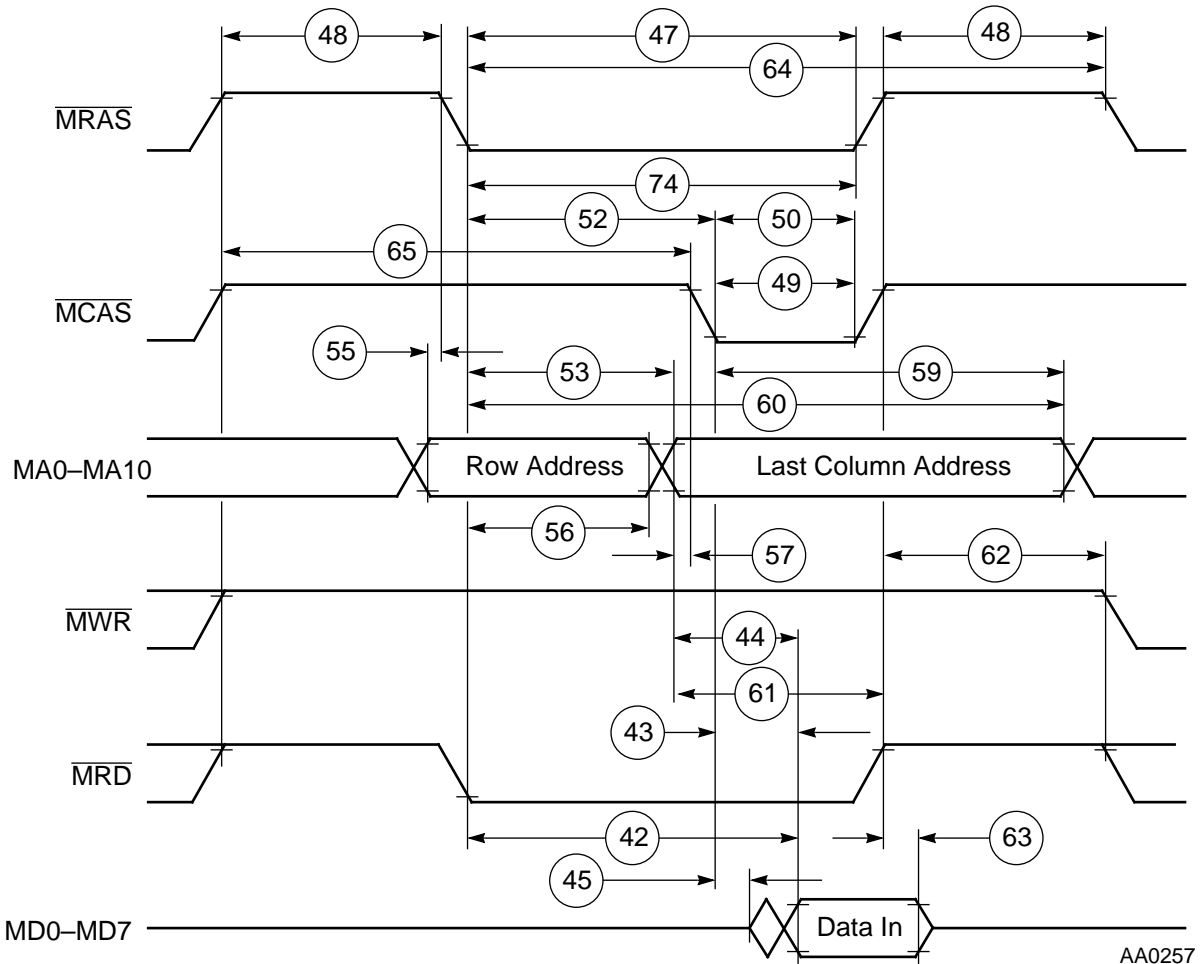 48
47
48
64
MRAS
74
52
50
65
49
MCAS
55
53
59
60
MA0–MA10
Row Address
Last Column Address
56
57
62
MWR
44
61
43
MRD
42
63
45
MD0–MD7
Data In
AA0257